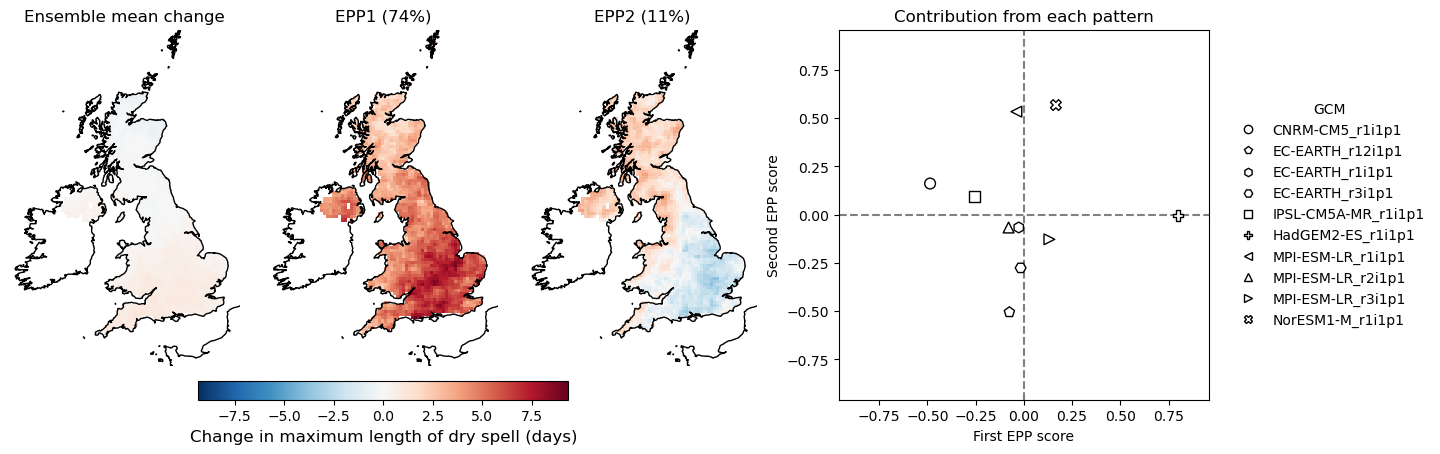 Ensemble mean change
EPP1 (74%)
EPP2 (11%)
Contribution from each pattern
−7.5 −5.0 −2.5 0.0 2.5 5.0 7.5
Change in maximum length of dry spell (days)
Second EPP score
0.75
0.50
0.25
0.00
−0.25
−0.50
−0.75
−0.75 −0.50 −0.25 0.00 0.25 0.50 0.75
First EPP score
GCM
CNRM-CM5_r1i1p1
EC-EARTH_r12i1p1
EC-EARTH_r1i1p1
EC-EARTH_r3i1p1
IPSL-CM5A-MR_r1i1p1
HadGEM2-ES_r1i1p1
MPI-ESM-LR_r1i1p1
MPI-ESM-LR_r2i1p1
MPI-ESM-LR_r3i1p1
NorESM1-M_r1i1p1